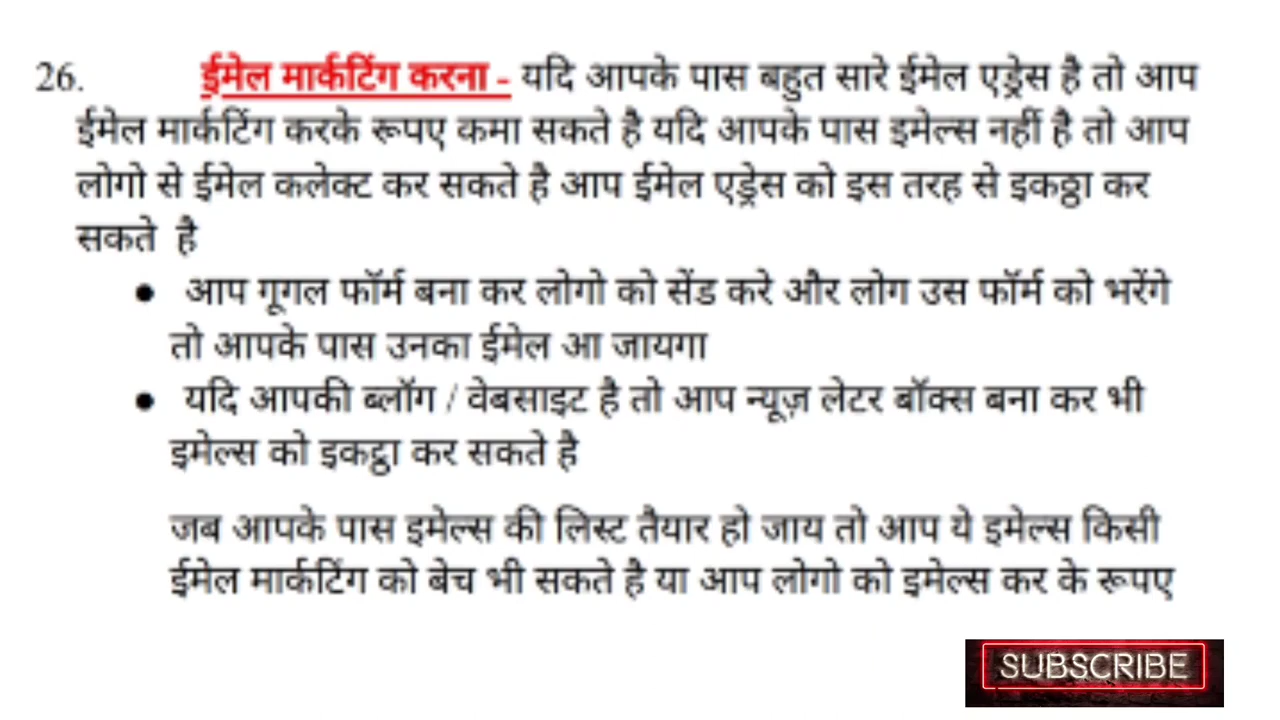 26. ईमेल मार्कटिंग करना - यदि आपके पास बहुत सारे ईमेल एड्रेस है तो आप
ईमेल मार्कटिंग करके रूपए कमा सकते है यदि आपके पास इमेल्स नहीं है तो आप
लोगो से ईमेल कलेक्ट कर सकते है आप ईमेल एड्रेस को इस तरह से इकठ्ठा कर
सकते है
● आप गूगल फॉर्म बना कर लोगो को सेंड करे और लोग उस फॉर्म को भरेंगे
तो आपके पास उनका ईमेल आ जायगा
● यदि आपकी ब्लॉग / वेबसाइट है तो आप न्यूज़ लेटर बॉक्स बना कर भी
इमेल्स को इकट्ठा कर सकते है
जब आपके पास इमेल्स की लिस्ट तैयार हो जाय तो आप ये इमेल्स किसी
ईमेल मार्कटिंग को बेच भी सकते है या आप लोगो को इमेल्स कर के रूपए
SUBSCRIBE